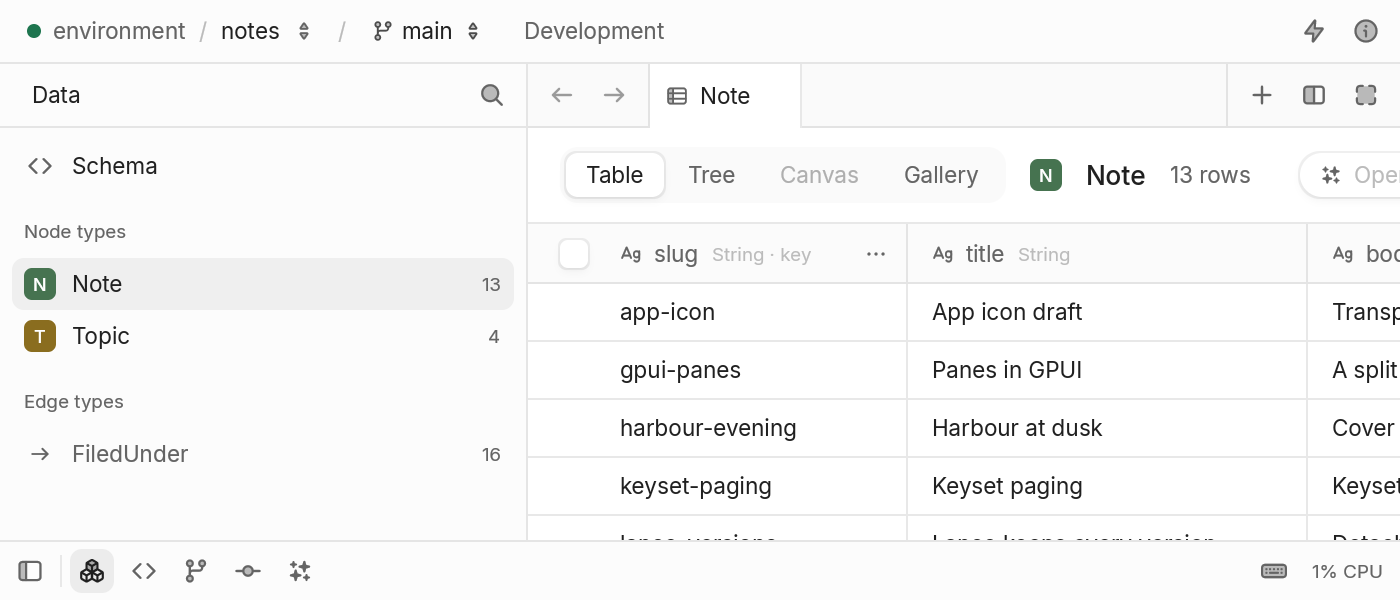 environment / notes / main Development
Data
Note
Schema
Table Tree Canvas Gallery N Note 13 rows
Node types
slug String · key title String
N Note 13
app-icon App icon draft
T Topic 4
gpui-panes Panes in GPUI A split
Edge types
harbour-evening Harbour at dusk Cover
FiledUnder 16
keyset-paging Keyset paging
1% CPU